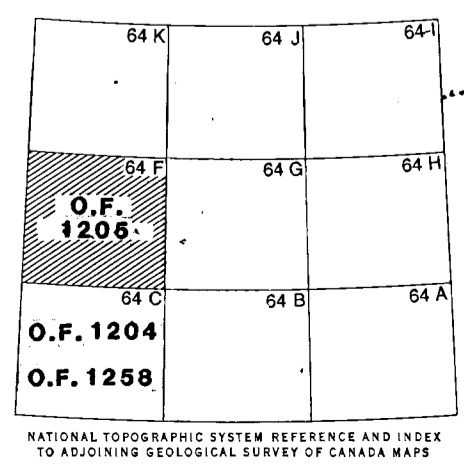 64 K
64 J
64-I
64 F
64 G
64 H
O.F.
1205
64 C
64 B
64 A
O.F. 1204
O.F. 1258
NATIONAL TOPOGRAPHIC SYSTEM REFERENCE AND INDEX
TO ADJOINING GEOLOGICAL SURVEY OF CANADA MAPS